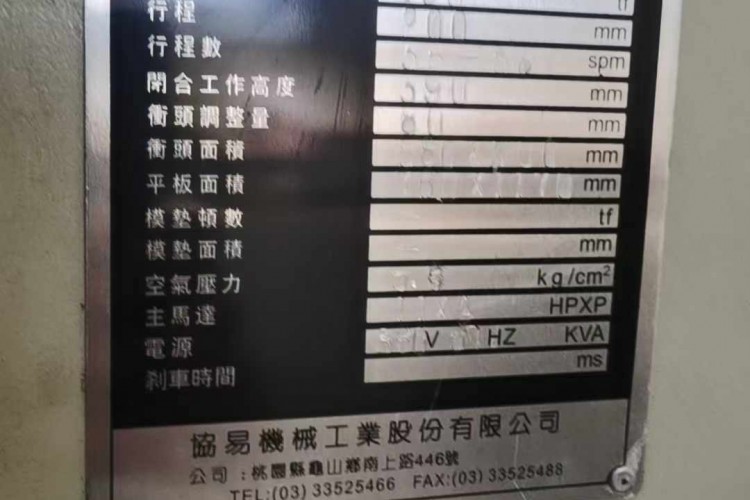 tf
行程 mm
行程數 spm
閉合工作高度 mm
衝頭調整量 mm
衝頭面積 mm
平板面積 mm
模墊頓數 tf
模墊面積 mm
空氣壓力 kg/cm²
主馬達 HPXP
電源 V HZ KVA
剎車時間 ms
協易機械工業股份有限公司
公司:桃園縣龜山鄉南上路446號
TEL:(03) 33525466 FAX:(03) 33525488